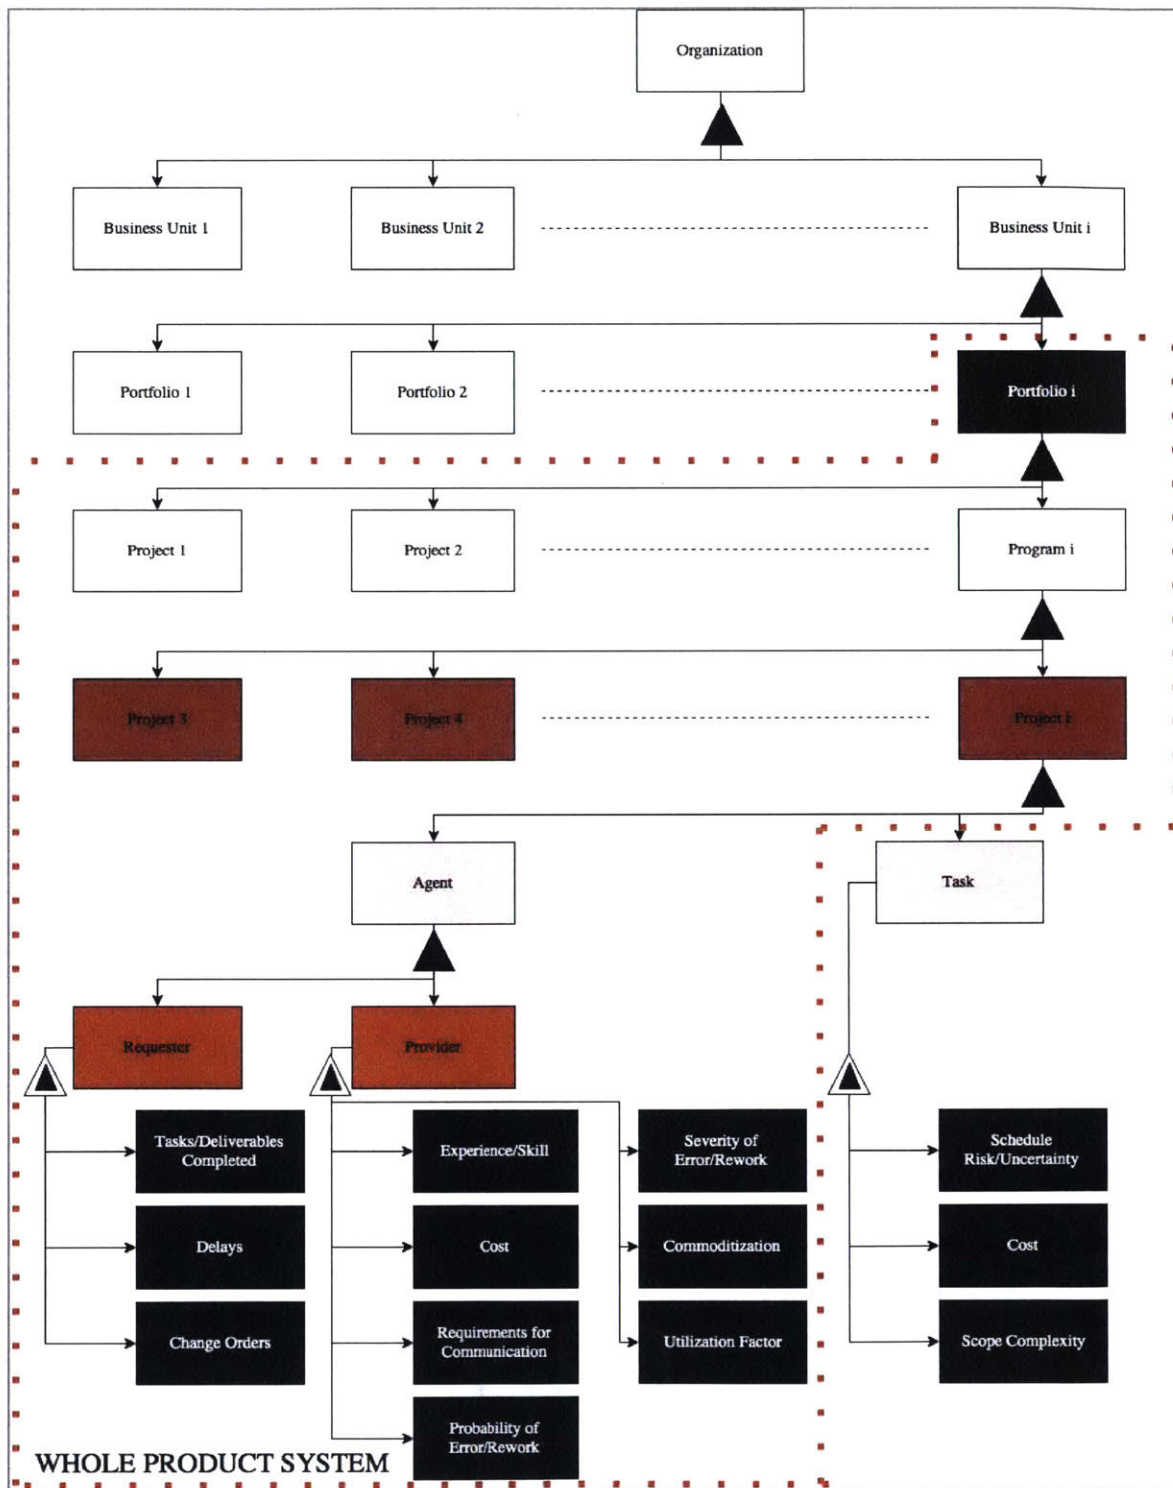 Organization
Business Unit 1
Business Unit 2
Business Unit i
Portfolio 1
Portfolio 2
Portfolio i
Project 1
Project 2
Program i
Project 3
Project 4
Project i
Agent
Task
Requester
Provider
Tasks/Deliverables
Completed
Experience/Skill
Severity of
Error/Rework
Schedule
Risk/Uncertainty
Delays
Cost
Commoditization
Cost
Change Orders
Requirements for
Communication
Utilization Factor
Scope Complexity
Probability of
Error/Rework
WHOLE PRODUCT SYSTEM